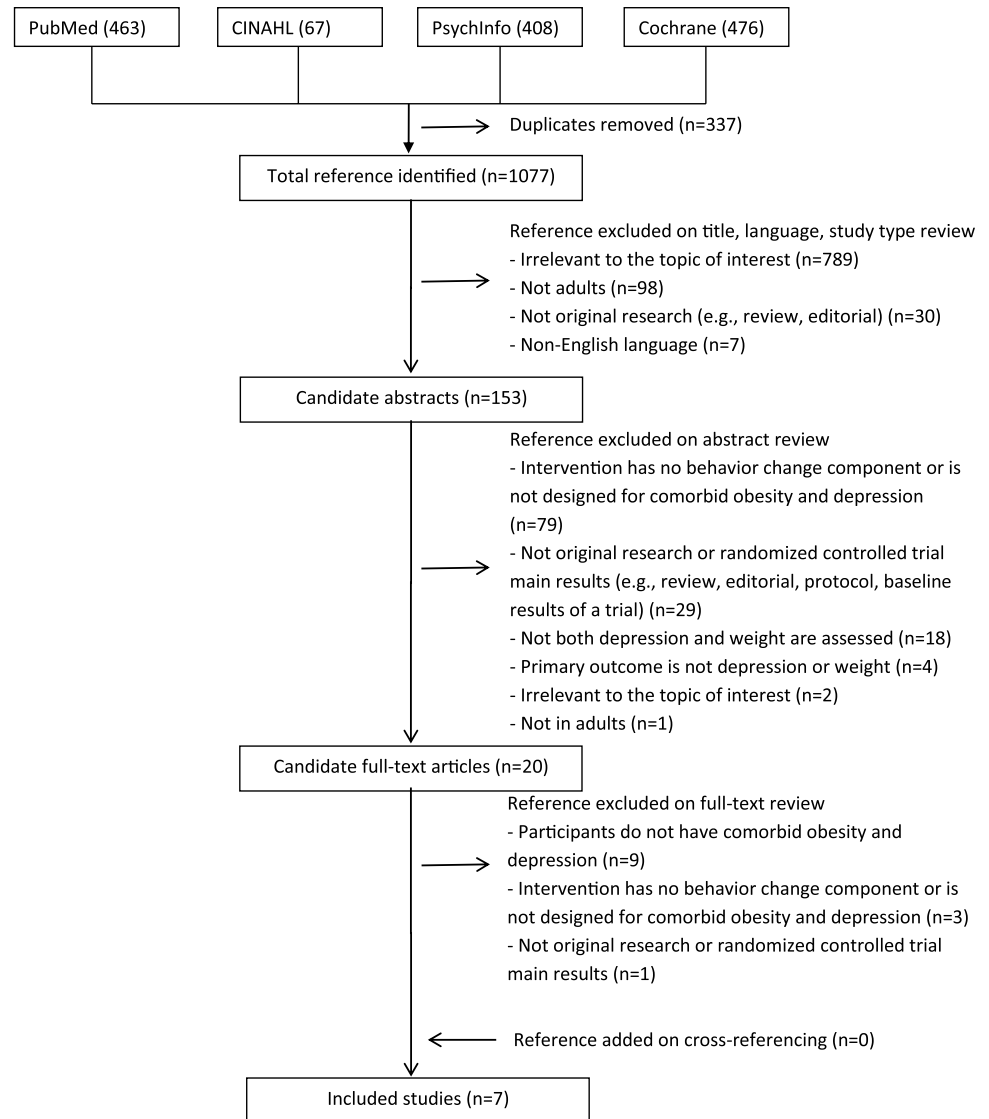 PubMed (463)
CINAHL (67)
PsychInfo (408)
Cochrane (476)
Duplicates removed (n=337)
Total reference identified (n=1077)
Reference excluded on title, language, study type review
- Irrelevant to the topic of interest (n=789)
- Not adults (n=98)
- Not original research (e.g., review, editorial) (n=30)
- Non-English language (n=7)
Candidate abstracts (n=153)
Reference excluded on abstract review
- Intervention has no behavior change component or is
not designed for comorbid obesity and depression
(n=79)
- Not original research or randomized controlled trial
main results (e.g., review, editorial, protocol, baseline
results of a trial) (n=29)
- Not both depression and weight are assessed (n=18)
- Primary outcome is not depression or weight (n=4)
- Irrelevant to the topic of interest (n=2)
- Not in adults (n=1)
Candidate full-text articles (n=20)
Reference excluded on full-text review
- Participants do not have comorbid obesity and
depression (n=9)
- Intervention has no behavior change component or is
not designed for comorbid obesity and depression (n=3)
- Not original research or randomized controlled trial
main results (n=1)
Reference added on cross-referencing (n=0)
Included studies (n=7)